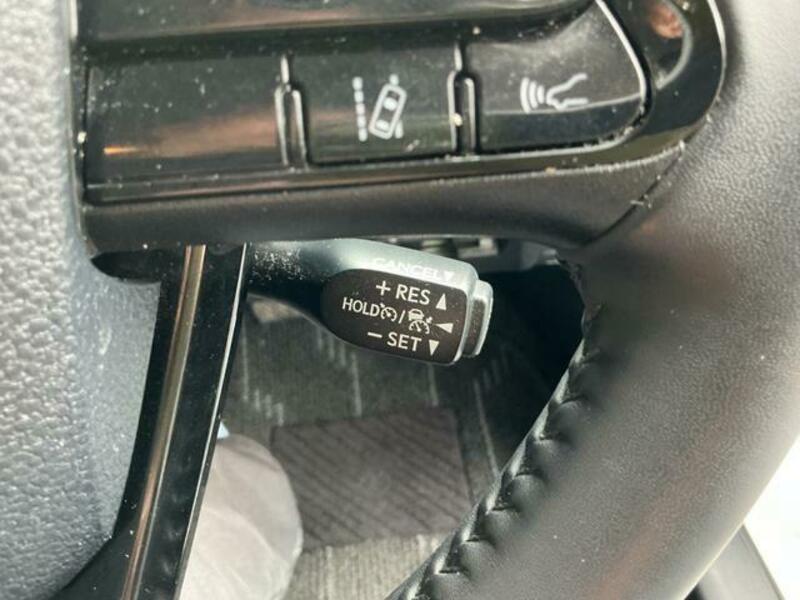 CANCEL▼
+ RES ▲
HOLD / ◀
− SET ▼